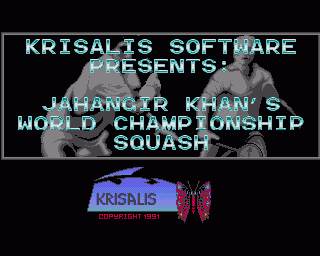 KRISALIS SOFTWARE
PRESENTS:
JAHANGIR KHAN'S
WORLD CHAMPIONSHIP
SQUASH
KRISALIS
COPYRIGHT 1991